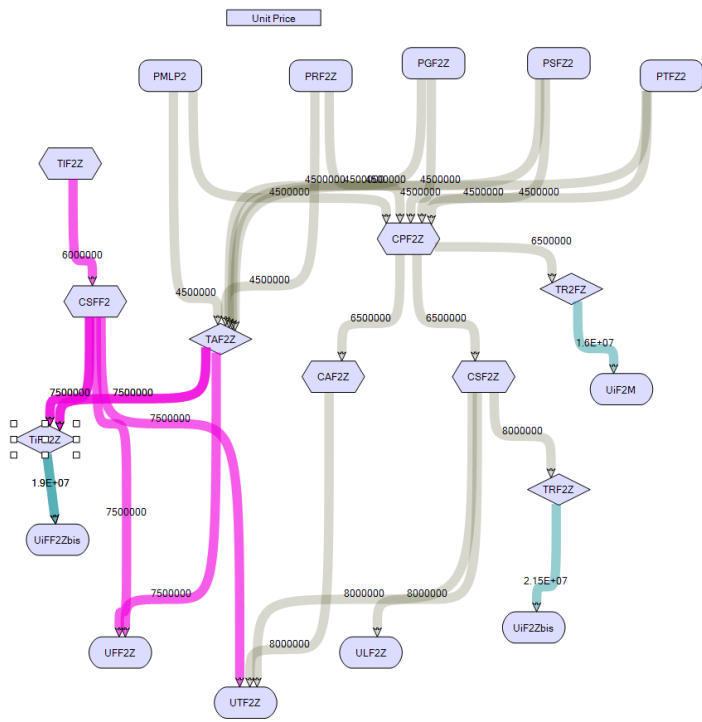 Unit Price
PMLP2
PRF2Z
PGF2Z
PSFZ2
PTFZ2
TIF2Z
4500000
4500000
4500000
4500000
4500000
4500000
4500000
4500000
CPF2Z
6500000
6000000
4500000
4500000
TR2FZ
CSFF2
TAF2Z
6500000
6500000
1.6E+07
CAF2Z
CSF2Z
UiF2M
7500000
7500000
7500000
8000000
1.9E+07
TRF2Z
7500000
UiFF2Zbis
2.15E+07
7500000
8000000
8000000
UiF2Zbis
8000000
UFF2Z
ULF2Z
UTF2Z